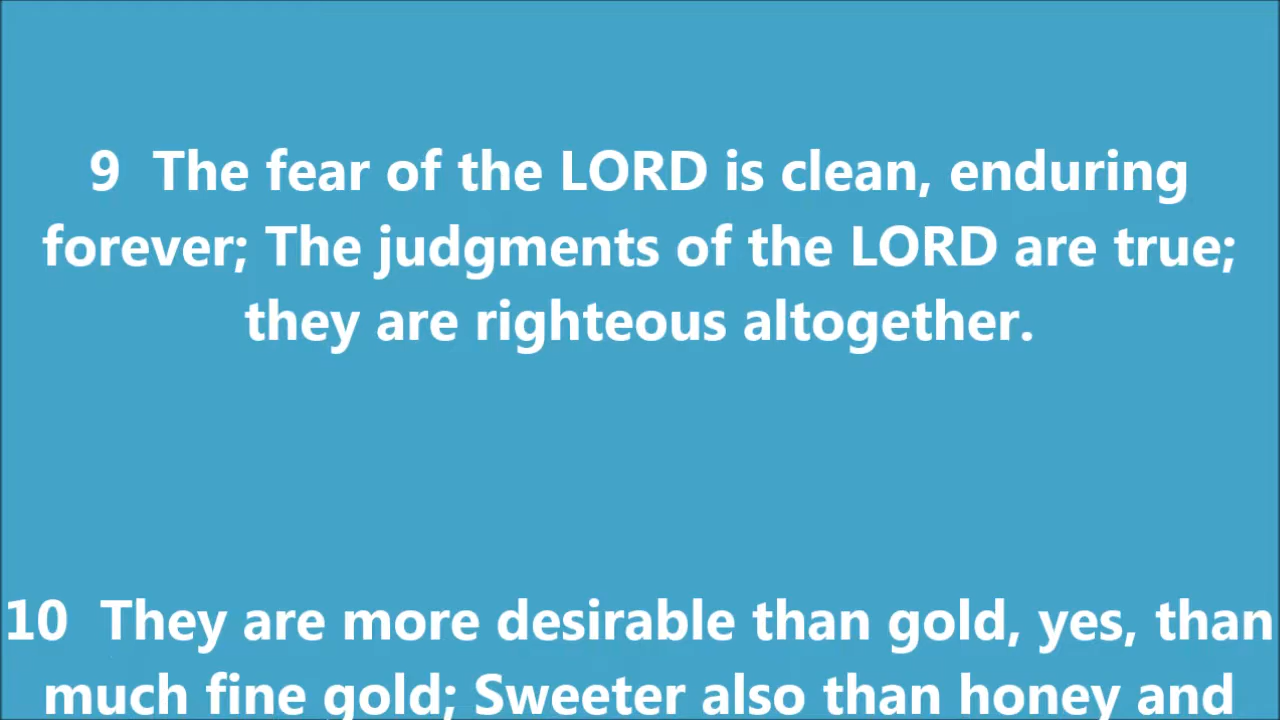 9 The fear of the LORD is clean, enduring
forever; The judgments of the LORD are true;
they are righteous altogether.
10 They are more desirable than gold, yes, than
much fine gold; Sweeter also than honey and